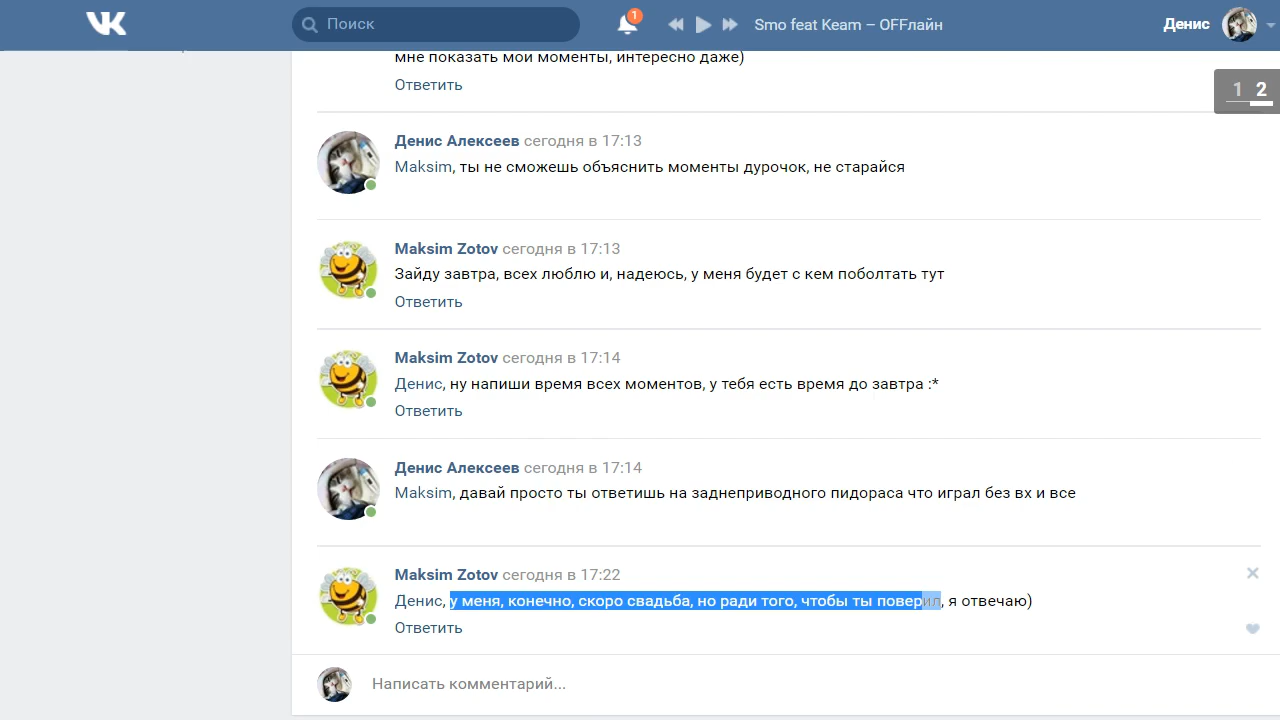 Поиск
1
Smo feat Keam – OFFлайн
Денис
мне показать мои моменты, интересно даже)
Ответить
1 2
Денис Алексеев сегодня в 17:13
Maksim, ты не сможешь объяснить моменты дурочок, не старайся
Maksim Zotov сегодня в 17:13
Зайду завтра, всех люблю и, надеюсь, у меня будет с кем поболтать тут
Ответить
Maksim Zotov сегодня в 17:14
Денис, ну напиши время всех моментов, у тебя есть время до завтра :*
Ответить
Денис Алексеев сегодня в 17:14
Maksim, давай просто ты ответишь на заднеприводного пидораса что играл без вх и все
Maksim Zotov сегодня в 17:22
Денис, у меня, конечно, скоро свадьба, но ради того, чтобы ты поверил, я отвечаю)
Ответить
Написать комментарий...